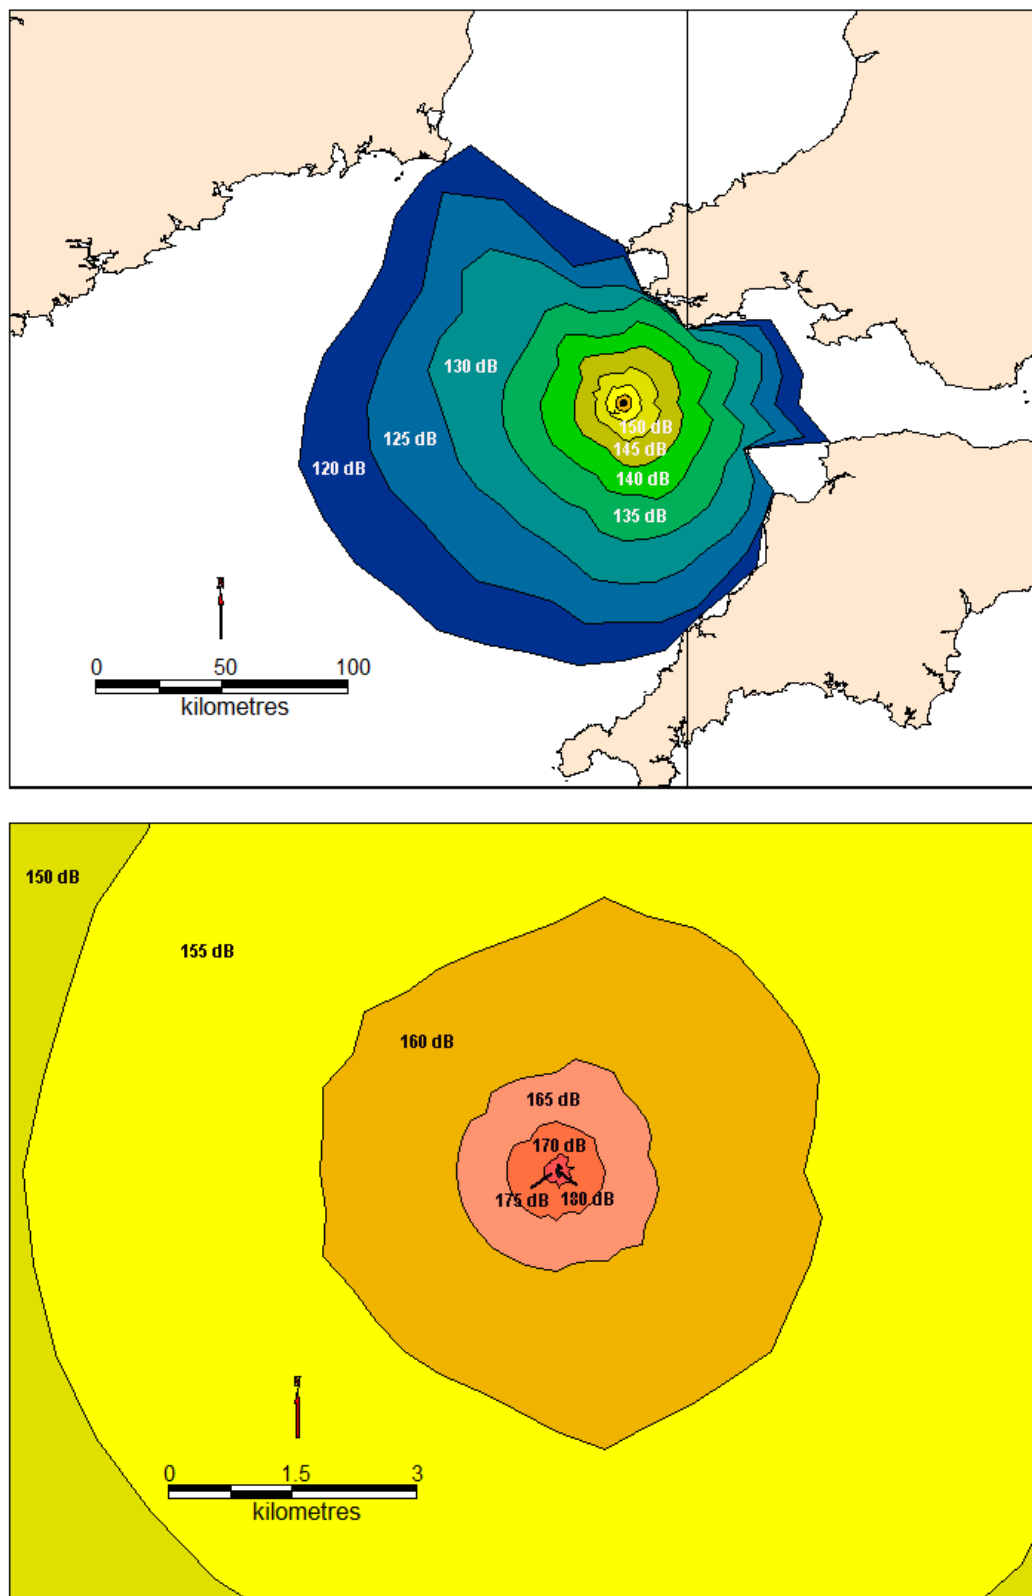 130 dB
150 dB
125 dB
145 dB
120 dB
140 dB
135 dB
N
0 50 100
kilometres
150 dB
155 dB
160 dB
165 dB
170 dB
175 dB 180 dB
N
0 1.5 3
kilometres